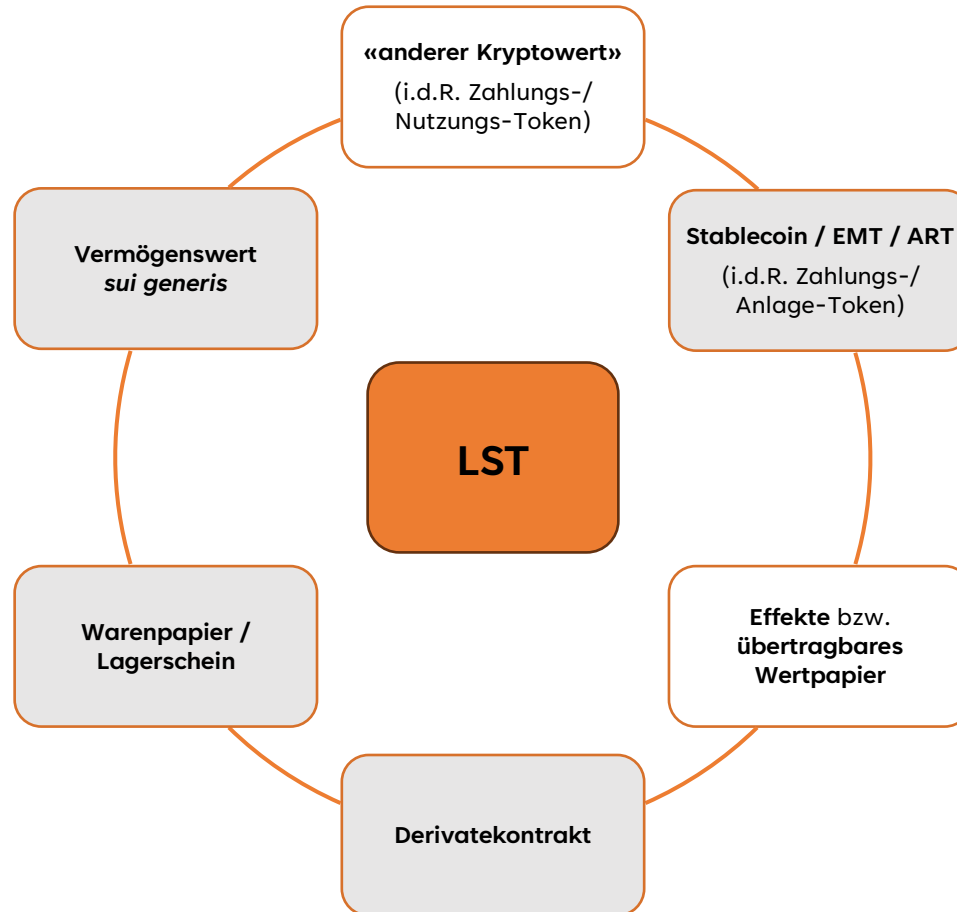 «anderer Kryptowert»
(i.d.R. Zahlungs-/
Nutzungs-Token)
Vermögenswert
sui generis
Stablecoin / EMT / ART
(i.d.R. Zahlungs-/
Anlage-Token)
LST
Warenpapier /
Lagerschein
Effekte bzw.
übertragbares
Wertpapier
Derivatekontrakt